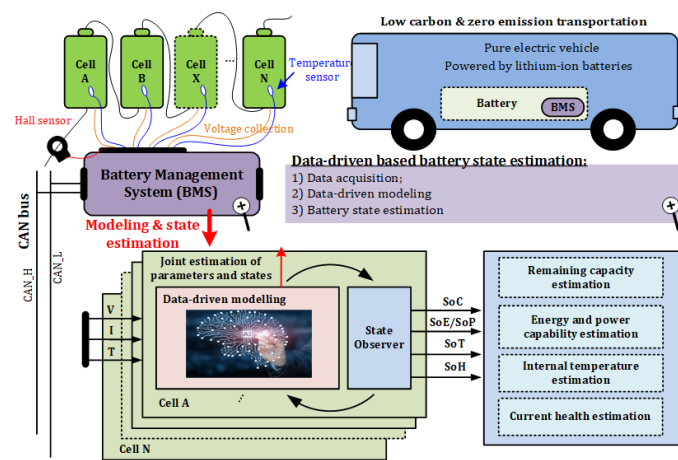 Low carbon & zero emission transportation
Cell
A
Cell
B
Cell
X
Cell
N
Temperature
sensor
Pure electric vehicle
Powered by lithium-ion batteries
Battery
BMS
Hall sensor
Voltage collection
Battery Management
System (BMS)
Data-driven based battery state estimation:
1) Data acquisition;
2) Data-driven modeling
3) Battery state estimation
CAN bus
CAN_H
CAN_L
Modeling & state
estimation
Joint estimation of
parameters and states
Data-driven modelling
V
I
T
State
Observer
Cell A
Cell N
SoC
SoE/SoP
SoT
SoH
Remaining capacity
estimation
Energy and power
capability estimation
Internal temperature
estimation
Current health estimation